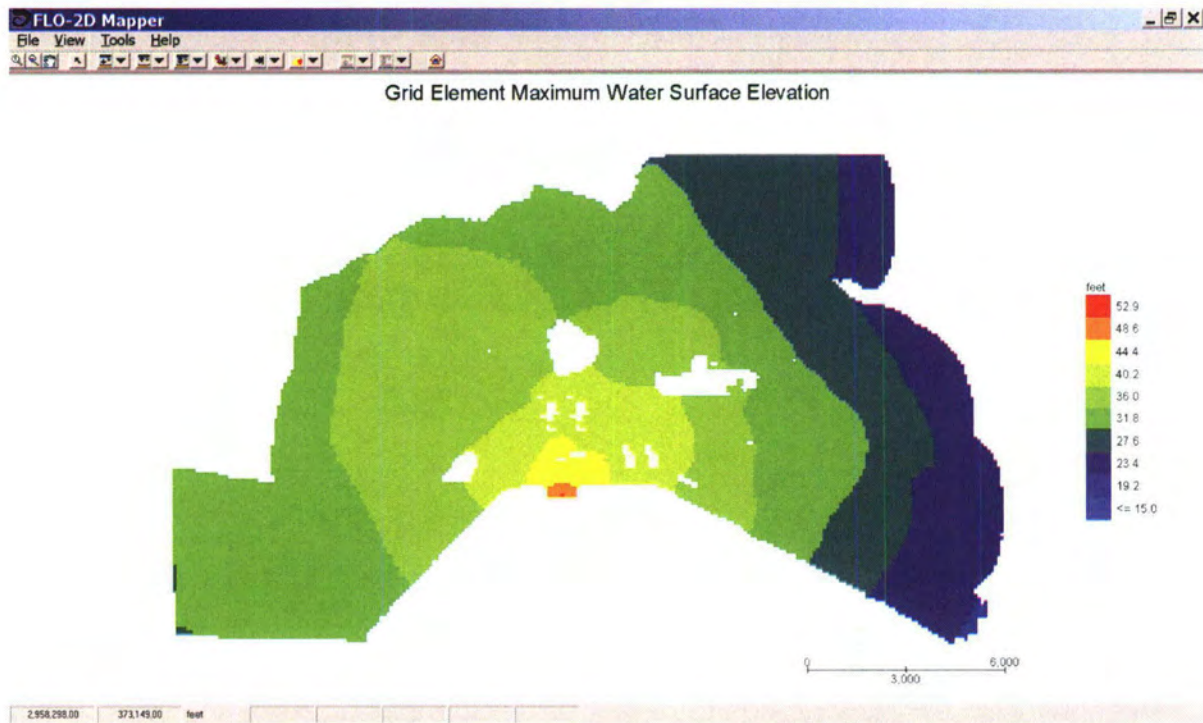 FLO-2D Mapper
File View Tools Help
Grid Element Maximum Water Surface Elevation
feet
52.9
48.6
44.4
40.2
36.0
31.8
27.6
23.4
19.2
<= 15.0
0 6,000
3,000
2,958,298.00 373,149.00 feet